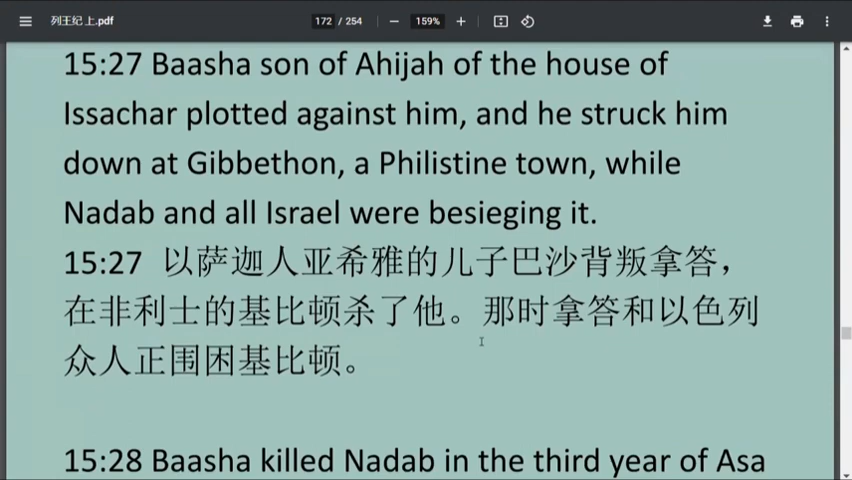 列王纪 上.pdf
172 / 254
159%
15:27 Baasha son of Ahijah of the house of
Issachar plotted against him, and he struck him
down at Gibbethon, a Philistine town, while
Nadab and all Israel were besieging it.
15:27 以萨迦人亚希雅的儿子巴沙背叛拿答,
在非利士的基比顿杀了他。那时拿答和以色列
众人正围困基比顿。
15:28 Baasha killed Nadab in the third year of Asa